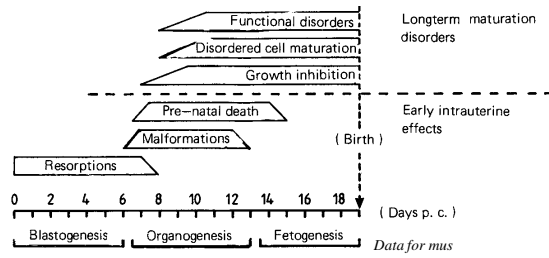 Functional disorders
Longterm maturation
disorders
Disordered cell maturation
Growth inhibition
Pre-natal death
Early intrauterine
effects
Malformations
( Birth )
Resorptions
0 2 4 6 8 10 12 14 16 18
( Days p. c. )
Blastogenesis Organogenesis Fetogenesis Data for mus